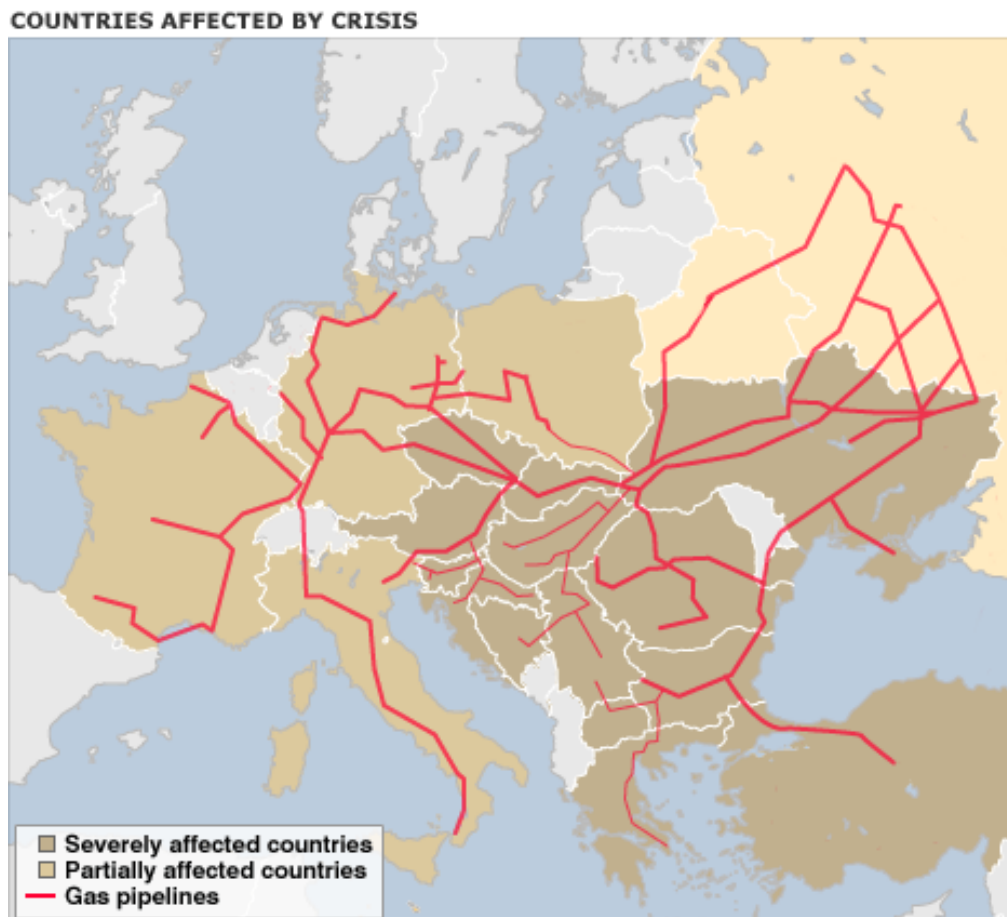 COUNTRIES AFFECTED BY CRISIS
Severely affected countries
Partially affected countries
Gas pipelines